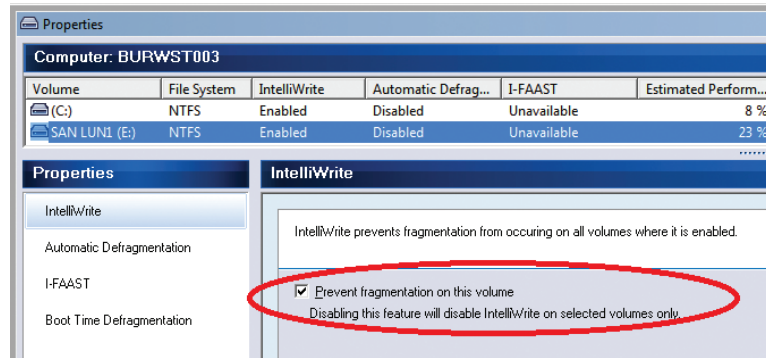 Properties
Computer: BURWST003
Volume File System IntelliWrite Automatic Defrag... I-FAAST Estimated Perform...
(C:) NTFS Enabled Disabled Unavailable 8 %
SAN LUN1 (E:) NTFS Enabled Disabled Unavailable 23 %
Properties IntelliWrite
IntelliWrite
IntelliWrite prevents fragmentation from occuring on all volumes where it is enabled.
Automatic Defragmentation
I-FAAST
Prevent fragmentation on this volume
Disabling this feature will disable IntelliWrite on selected volumes only.
Boot Time Defragmentation